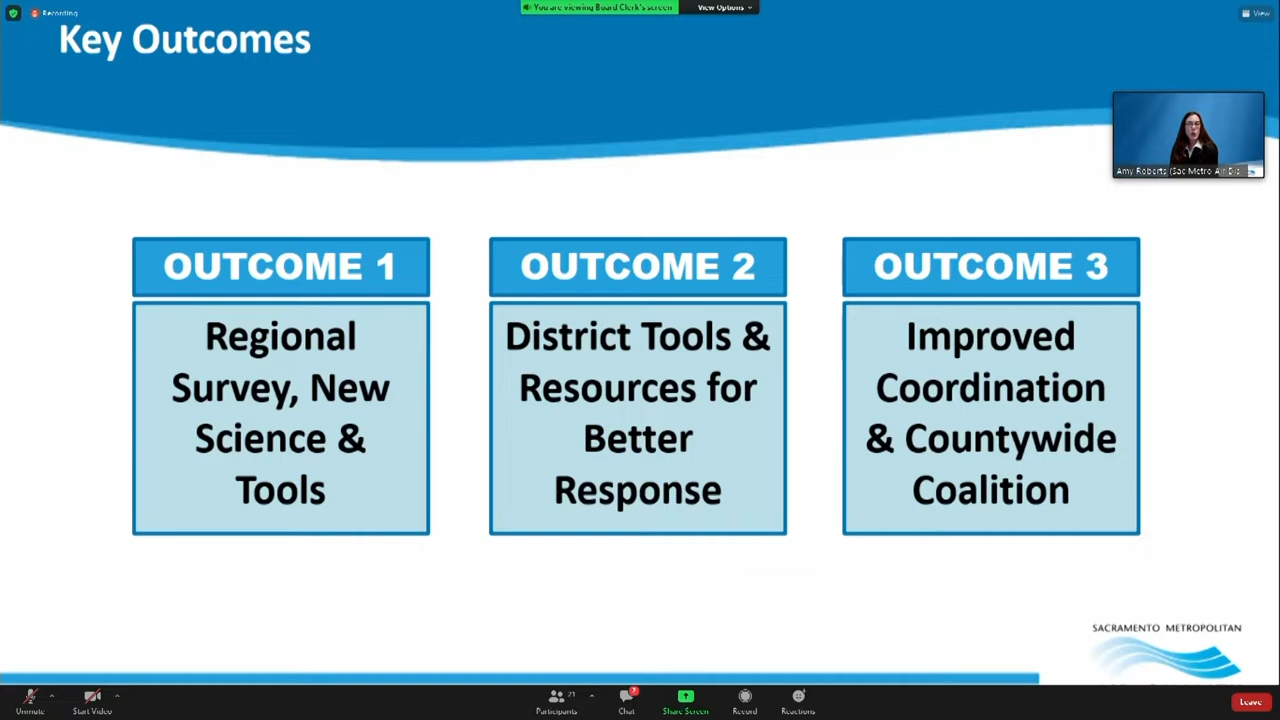 Recording
You are viewing Board Clerk's screen
View Options
View
Key Outcomes
Amy Roberts (Sac Metro Air Dis...
OUTCOME 1
Regional
Survey, New
Science &
Tools
OUTCOME 2
District Tools &
Resources for
Better
Response
OUTCOME 3
Improved
Coordination
& Countywide
Coalition
SACRAMENTO METROPOLITAN
Unmute
Start Video
21
Participants
Chat
Share Screen
Record
Reactions
Leave